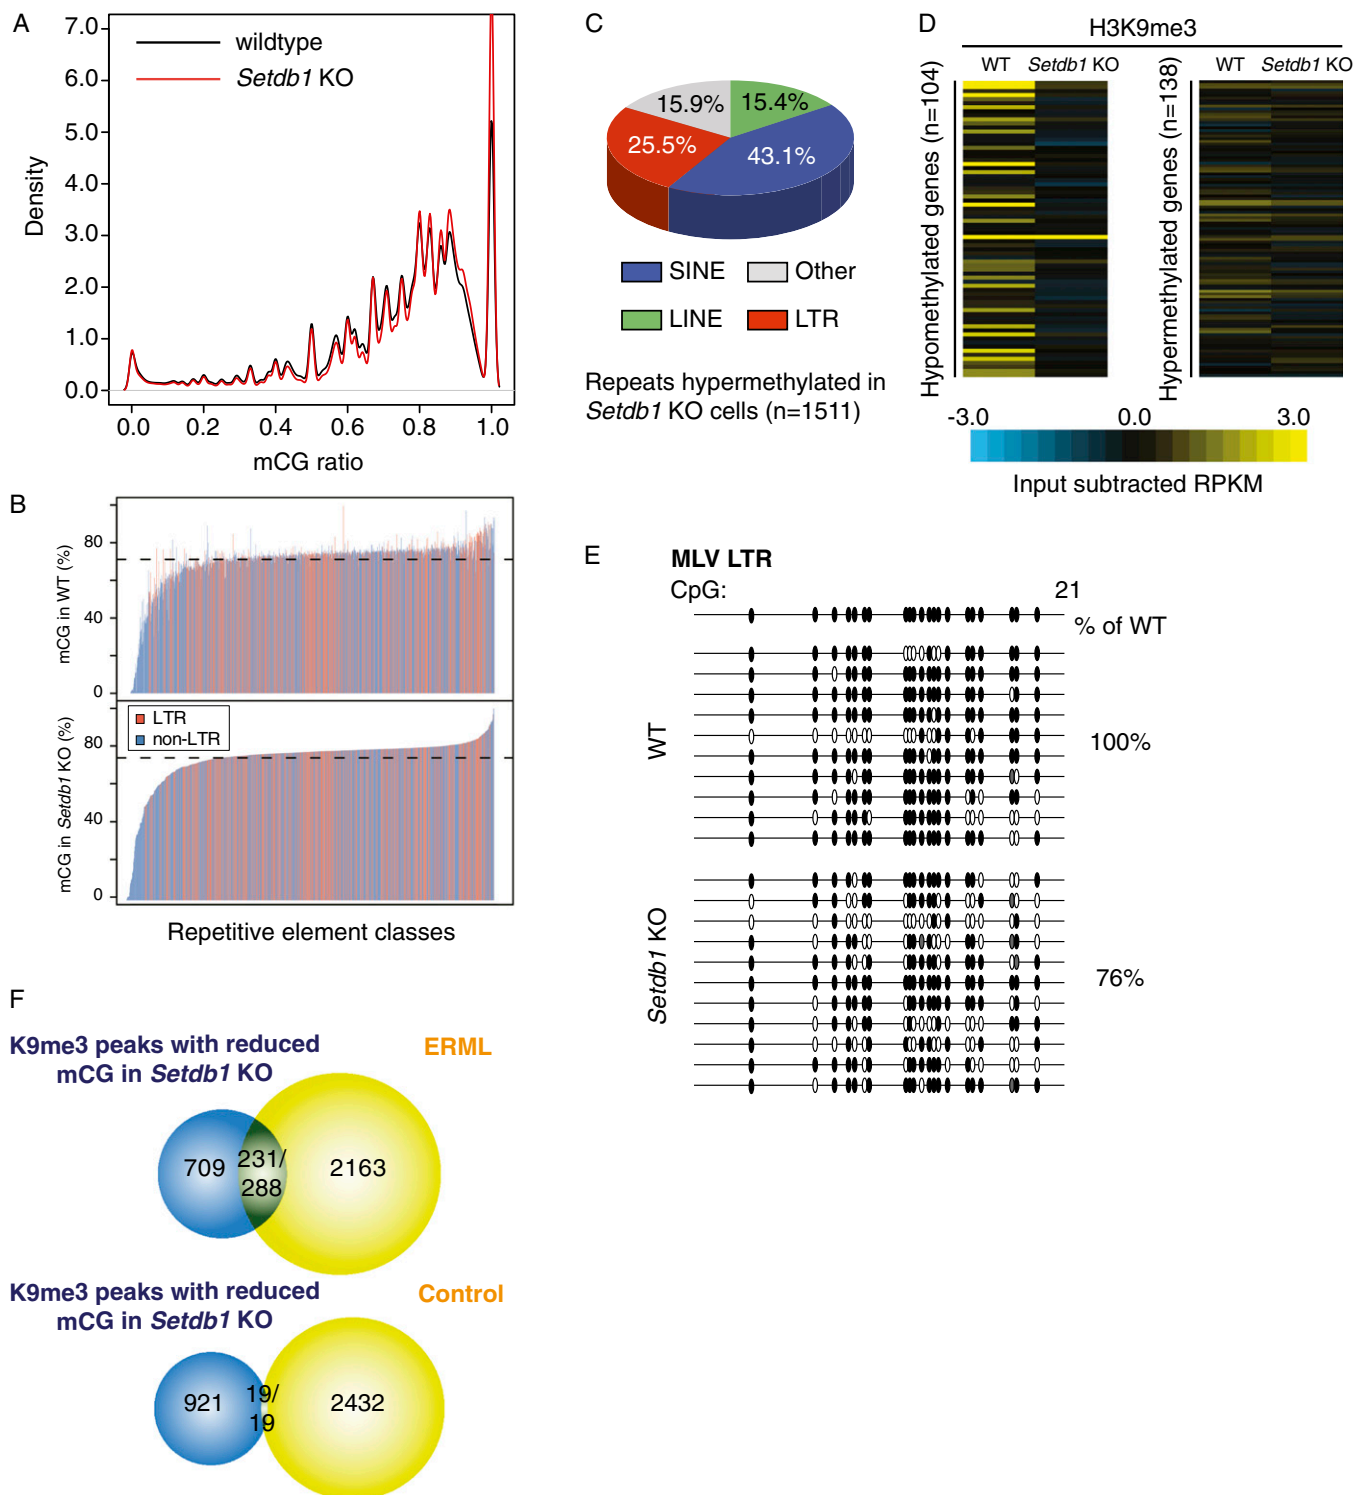 A
7.0
6.0
5.0
4.0
3.0
2.0
1.0
0.0
Density
wildtype
Setdb1 KO
0.0 0.2 0.4 0.6 0.8 1.0
mCG ratio
B
mCG in WT (%)
80
40
0
LTR
non-LTR
mCG in Setdb1 KO (%)
80
40
0
Repetitive element classes
C
15.9%
15.4%
25.5%
43.1%
SINE
Other
LINE
LTR
Repeats hypermethylated in
Setdb1 KO cells (n=1511)
D
H3K9me3
WT Setdb1 KO
WT Setdb1 KO
Hypomethylated genes (n=104)
Hypermethylated genes (n=138)
-3.0 0.0 3.0
Input subtracted RPKM
E
MLV LTR
CpG: 21
% of WT
WT
100%
Setdb1 KO
76%
F
K9me3 peaks with reduced
mCG in Setdb1 KO
ERML
709
231/
288
2163
K9me3 peaks with reduced
mCG in Setdb1 KO
Control
921
19/
19
2432